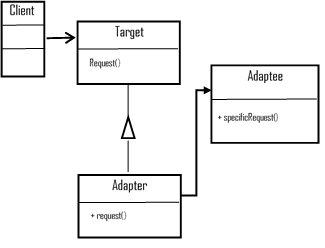 Client
Target
Request()
Adaptee
+ specificRequest()
Adapter
+ request()